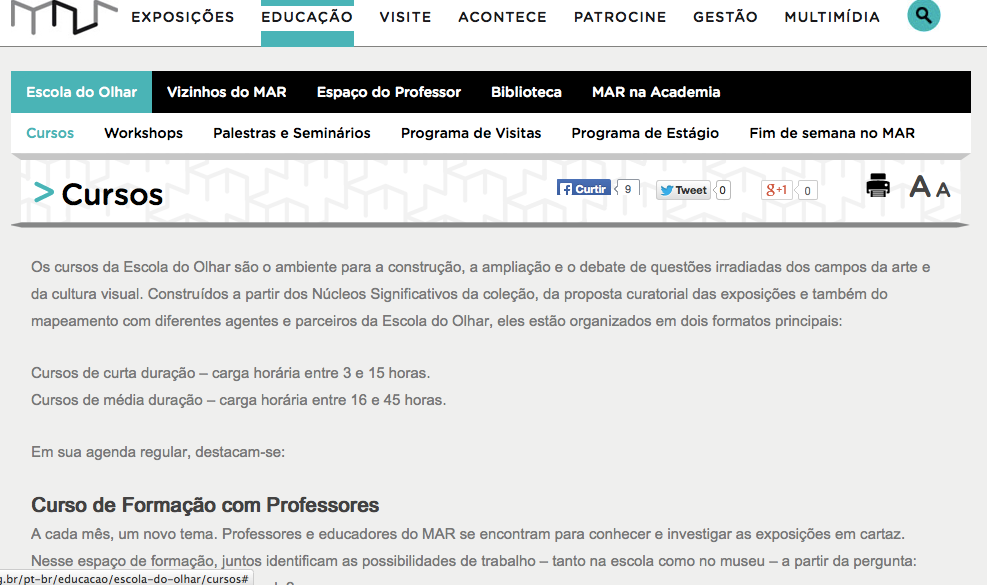 EXPOSIÇÕES EDUCAÇÃO VISITE ACONTECE PATROCINE GESTÃO MULTIMÍDIA
Escola do Olhar Vizinhos do MAR Espaço do Professor Biblioteca MAR na Academia
Cursos Workshops Palestras e Seminários Programa de Visitas Programa de Estágio Fim de semana no MAR
> Cursos Curtir 9 Tweet 0 g+1 0 A A
Os cursos da Escola do Olhar são o ambiente para a construção, a ampliação e o debate de questões irradiadas dos campos da arte e
da cultura visual. Construídos a partir dos Núcleos Significativos da coleção, da proposta curatorial das exposições e também do
mapeamento com diferentes agentes e parceiros da Escola do Olhar, eles estão organizados em dois formatos principais:
Cursos de curta duração – carga horária entre 3 e 15 horas.
Cursos de média duração – carga horária entre 16 e 45 horas.
Em sua agenda regular, destacam-se:
Curso de Formação com Professores
A cada mês, um novo tema. Professores e educadores do MAR se encontram para conhecer e investigar as exposições em cartaz.
Nesse espaço de formação, juntos identificam as possibilidades de trabalho – tanto na escola como no museu – a partir da pergunta:
g.br/pt-br/educacao/escola-do-olhar/cursos#